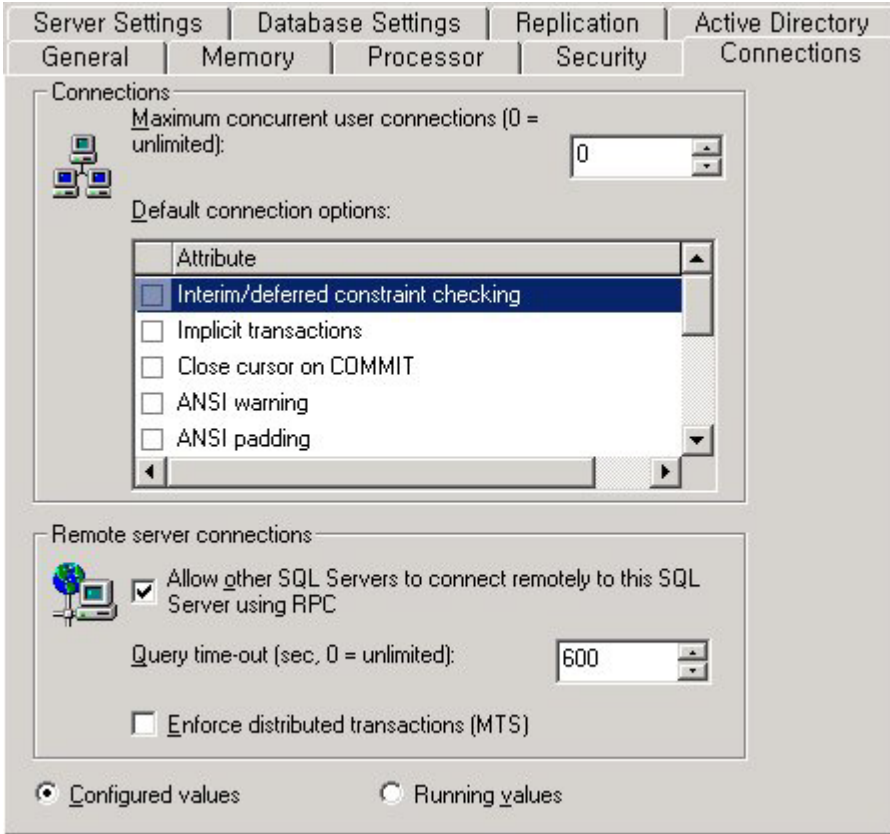 Server Settings Database Settings Replication Active Directory
General Memory Processor Security Connections
Connections
Maximum concurrent user connections (0 =
unlimited):
0
Default connection options:
Attribute
Interim/deferred constraint checking
Implicit transactions
Close cursor on COMMIT
ANSI warning
ANSI padding
Remote server connections
Allow other SQL Servers to connect remotely to this SQL
Server using RPC
Query time-out (sec, 0 = unlimited): 600
Enforce distributed transactions (MTS)
Configured values Running values